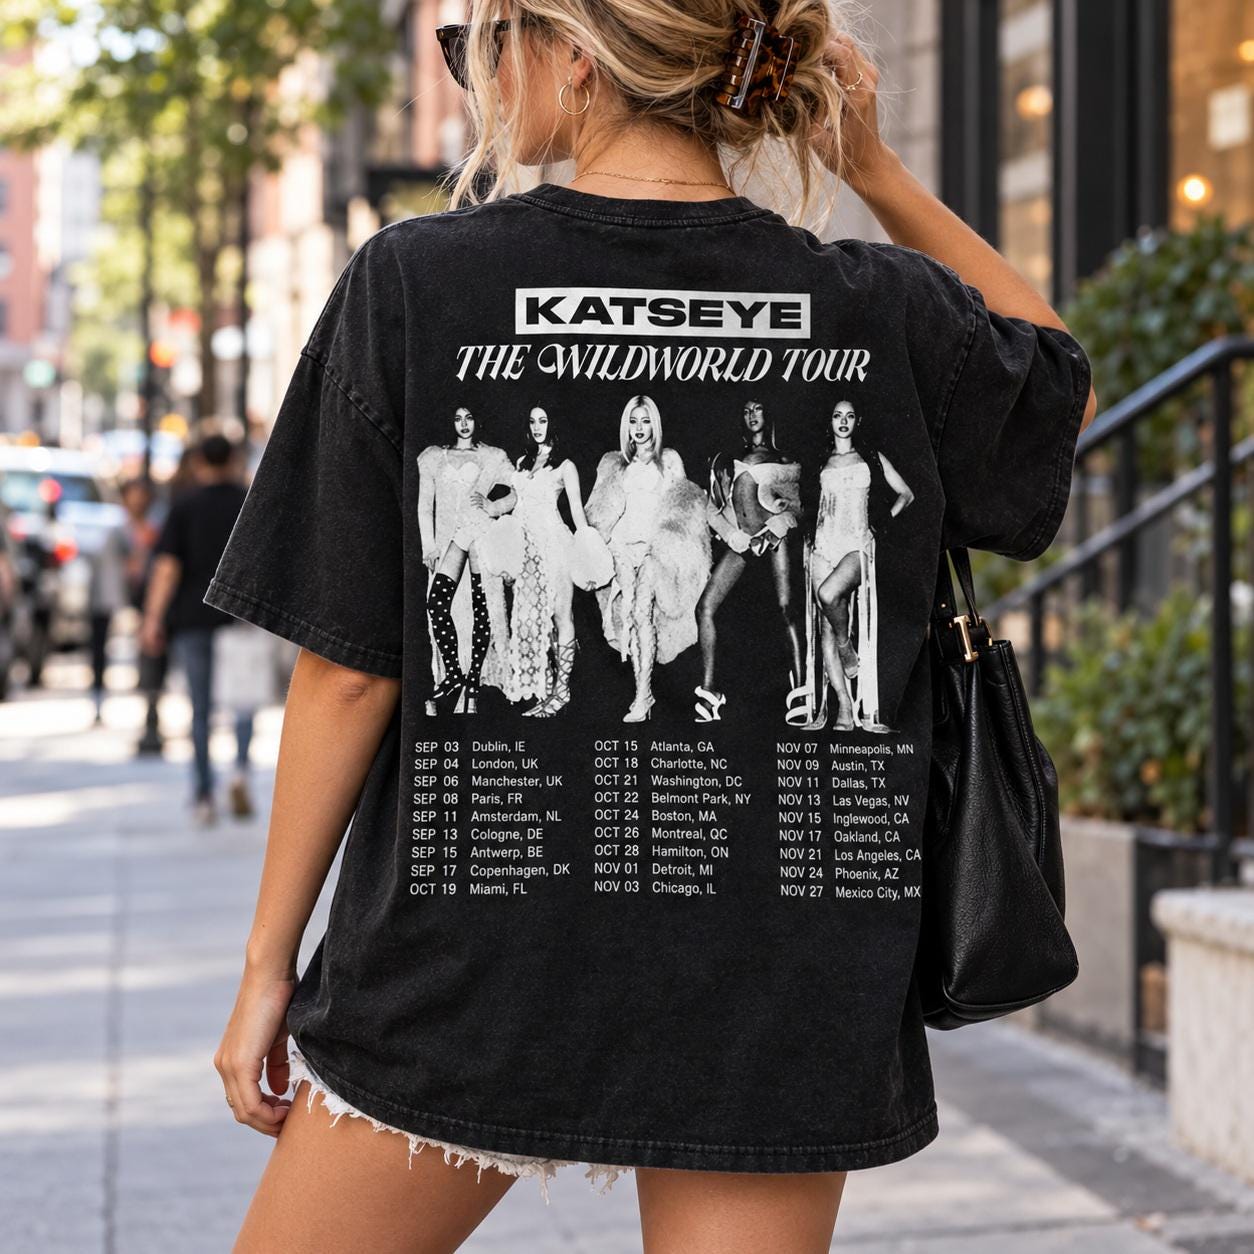 KATSEYE
THE WILDWORLD TOUR
SEP 03 Dublin, IE
SEP 04 London, UK
SEP 06 Manchester, UK
SEP 08 Paris, FR
SEP 11 Amsterdam, NL
SEP 13 Cologne, DE
SEP 15 Antwerp, BE
SEP 17 Copenhagen, DK
OCT 19 Miami, FL
OCT 15 Atlanta, GA
OCT 18 Charlotte, NC
OCT 21 Washington, DC
OCT 22 Belmont Park, NY
OCT 24 Boston, MA
OCT 26 Montreal, QC
OCT 28 Hamilton, ON
NOV 01 Detroit, MI
NOV 03 Chicago, IL
NOV 07 Minneapolis, MN
NOV 09 Austin, TX
NOV 11 Dallas, TX
NOV 13 Las Vegas, NV
NOV 15 Inglewood, CA
NOV 17 Oakland, CA
NOV 21 Los Angeles, CA
NOV 24 Phoenix, AZ
NOV 27 Mexico City, MX